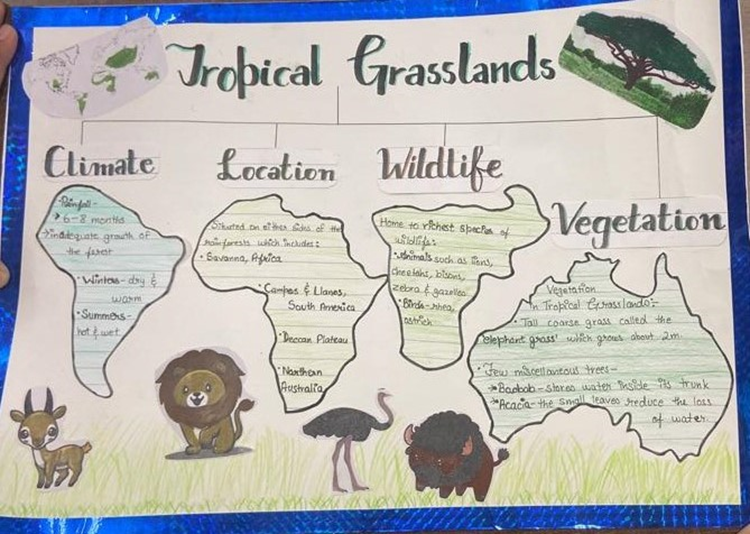 Tropical Grasslands
Climate
Rainfall-
→ 6-8 months
→inadequate growth of
the forest
• Winters- dry &
warm
• Summers-
hot & wet
Location
Situated on either sides of the
rainforests which includes:
• Savanna, Africa
• Campos & Llanes,
South America
• Deccan Plateau
• Northern
Australia
Wildlife
Home to richest species of
wildlife:
• Animals such as lions,
cheetahs, bisons,
zebra & gazelles
• Birds-rhea,
ostrich
Vegetation
Vegetation
in Tropical Grasslands:-
• Tall coarse grass called the
'elephant grass' which grows about 2m
• Few miscellaneous trees-
→Baobab-stores water inside its trunk
→Acacia-the small leaves reduce the loss
of water.